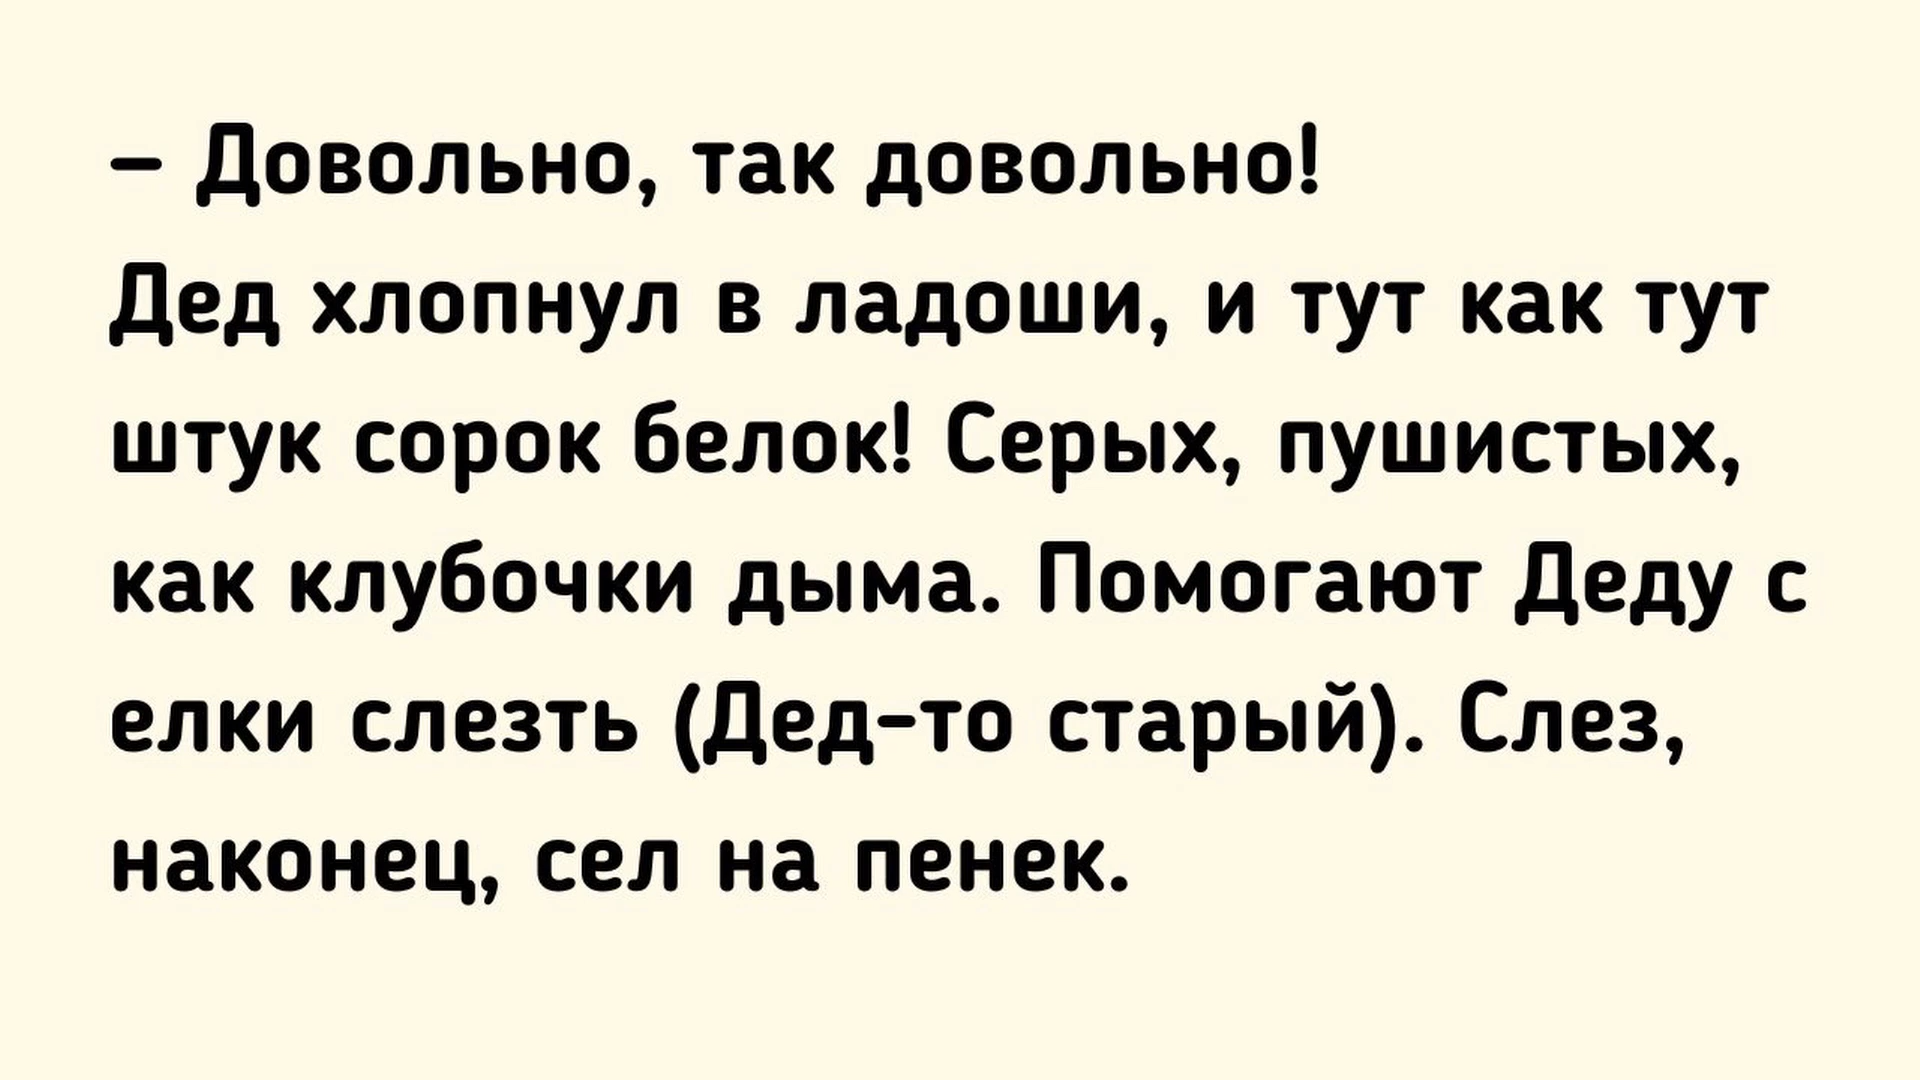 – Довольно, так довольно!
Дед хлопнул в ладоши, и тут как тут
штук сорок белок! Серых, пушистых,
как клубочки дыма. Помогают Деду с
елки слезть (Дед-то старый). Слез,
наконец, сел на пенек.